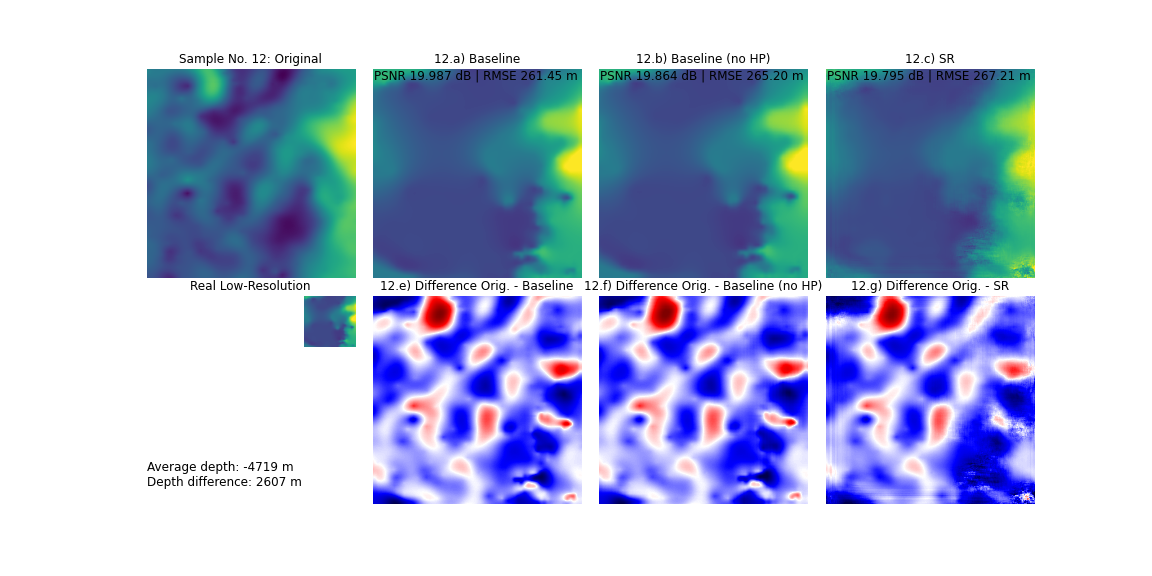 Sample No. 12: Original
12.a) Baseline
12.b) Baseline (no HP)
12.c) SR
PSNR 19.987 dB | RMSE 261.45 m
PSNR 19.864 dB | RMSE 265.20 m
PSNR 19.795 dB | RMSE 267.21 m
Real Low-Resolution
12.e) Difference Orig. - Baseline
12.f) Difference Orig. - Baseline (no HP)
12.g) Difference Orig. - SR
Average depth: -4719 m
Depth difference: 2607 m